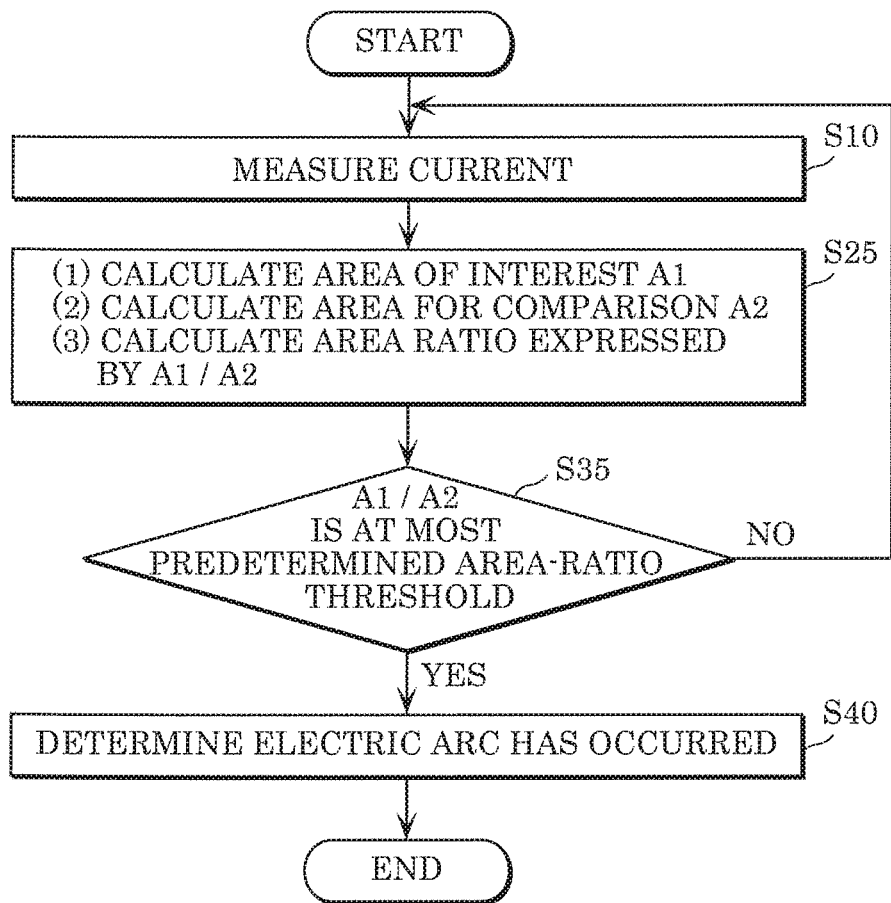 START
S10
MEASURE CURRENT
S25
(1) CALCULATE AREA OF INTEREST A1
(2) CALCULATE AREA FOR COMPARISON A2
(3) CALCULATE AREA RATIO EXPRESSED
BY A1 / A2
S35
A1 / A2
IS AT MOST
PREDETERMINED AREA-RATIO
THRESHOLD
NO
YES
S40
DETERMINE ELECTRIC ARC HAS OCCURRED
END